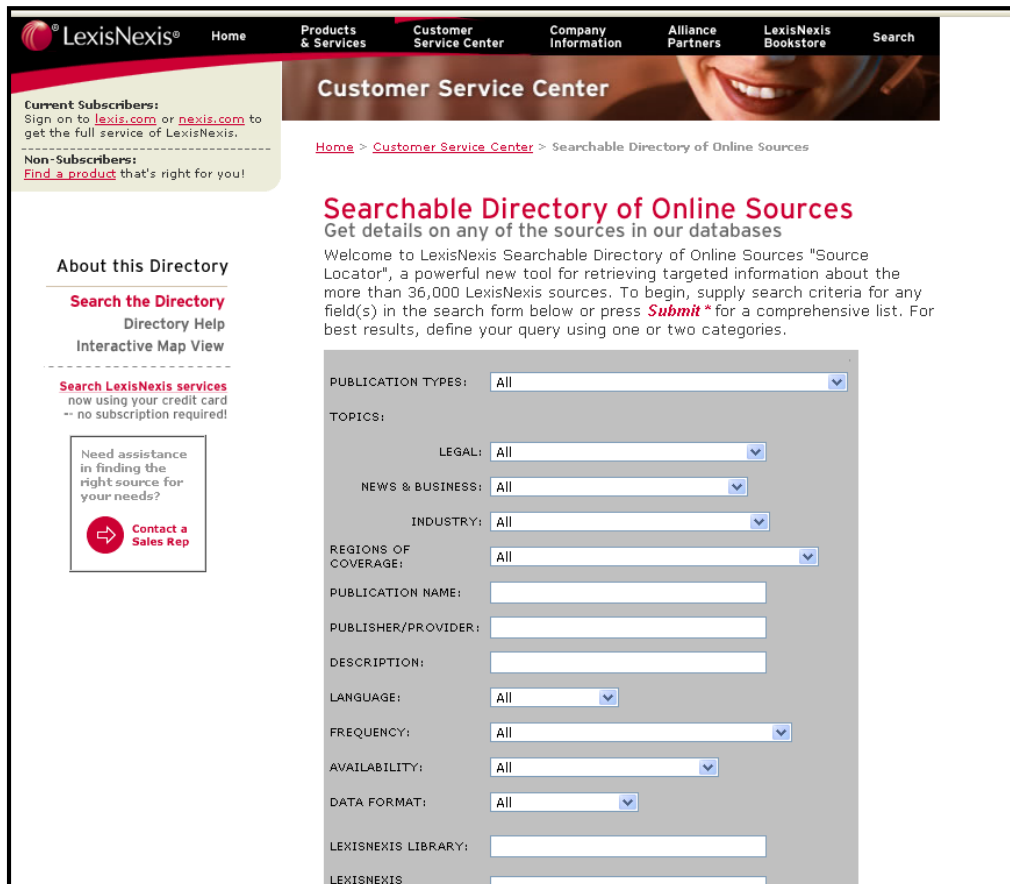 LexisNexis®
Home
Products
& Services
Customer
Service Center
Company
Information
Alliance
Partners
LexisNexis
Bookstore
Search
Current Subscribers:
Sign on to lexis.com or nexis.com to
get the full service of LexisNexis.
Non-Subscribers:
Find a product that's right for you!
Customer Service Center
Home > Customer Service Center > Searchable Directory of Online Sources
About this Directory
Search the Directory
Directory Help
Interactive Map View
Search LexisNexis services
now using your credit card
-- no subscription required!
Need assistance
in finding the
right source for
your needs?
Contact a
Sales Rep
Searchable Directory of Online Sources
Get details on any of the sources in our databases
Welcome to LexisNexis Searchable Directory of Online Sources "Source
Locator", a powerful new tool for retrieving targeted information about the
more than 36,000 LexisNexis sources. To begin, supply search criteria for any
field(s) in the search form below or press Submit * for a comprehensive list. For
best results, define your query using one or two categories.
PUBLICATION TYPES: All
TOPICS:
LEGAL: All
NEWS & BUSINESS: All
INDUSTRY: All
REGIONS OF
COVERAGE: All
PUBLICATION NAME:
PUBLISHER/PROVIDER:
DESCRIPTION:
LANGUAGE: All
FREQUENCY: All
AVAILABILITY: All
DATA FORMAT: All
LEXISNEXIS LIBRARY:
LEXISNEXIS